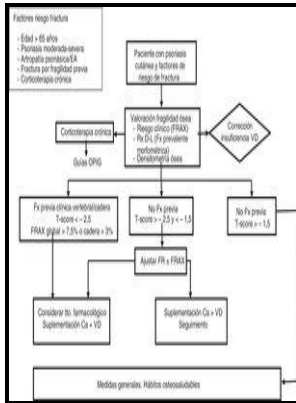 Factores riesgo fractura
- Edad > 65 años
- Psoriasis moderada-severa
- Artropatía psoriásica/EA
- Fractura por fragilidad previa
- Corticoterapia crónica
Paciente con psoriasis
cutánea y factores de
riesgo de fractura
Corticoterapia crónica
Guías OPIG
Valoración fragilidad ósea
- Riesgo clínico (FRAX)
- Rx D-L (Fx prevalente
morfométrica)
- Densitometría ósea
Corrección
insuficiencia VD
Fx previa clínica vertebral/cadera
T-score < – 2,5
FRAX global > 7,5% o cadera > 3%
No Fx previa
T-score > – 2,5 y < – 1,5
No Fx previa
T-score > – 1,5
Ajustar FR y FRAX
Considerar tto. farmacológico
Suplementación Ca + VD
Suplementación Ca + VD
Seguimiento
Medidas generales. Hábitos osteosaludables